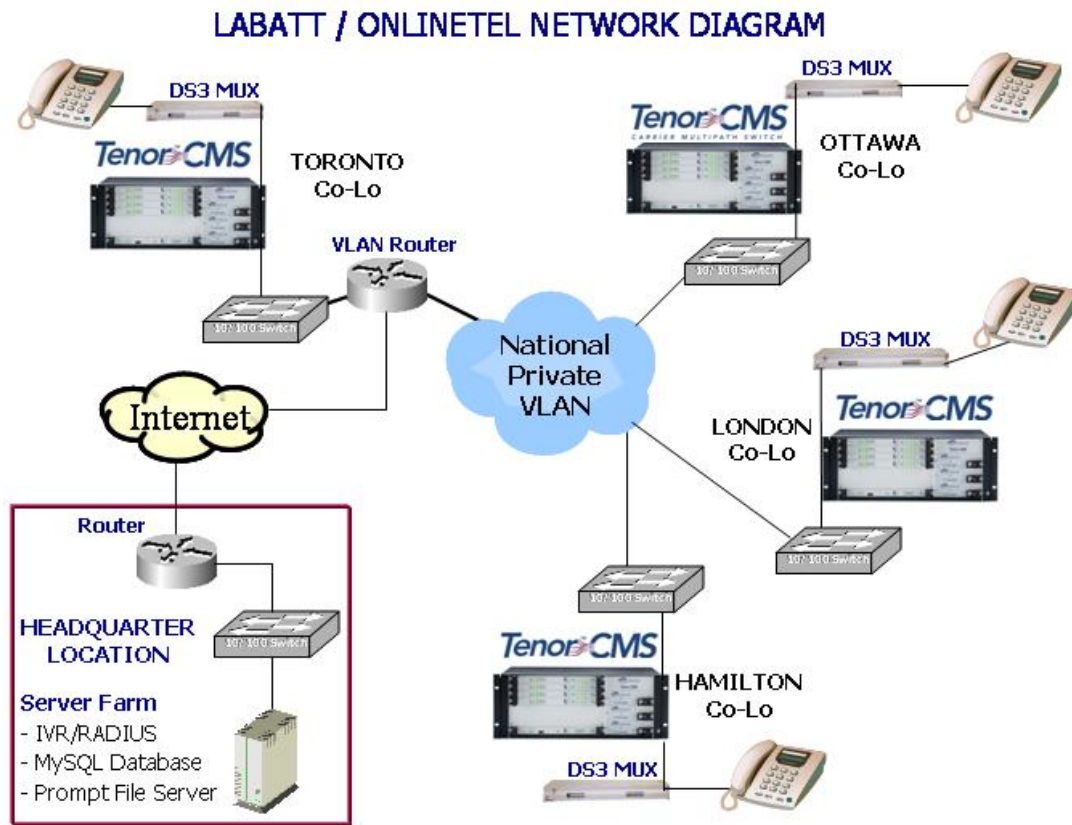 LABATT / ONLINETEL NETWORK DIAGRAM
DS3 MUX
TenorCMS
TORONTO
Co-Lo
VLAN Router
10/100 Switch
DS3 MUX
TenorCMS
CARRIER MULTIPATH SWITCH
OTTAWA
Co-Lo
10/100 Switch
National
Private
VLAN
Internet
DS3 MUX
TenorCMS
LONDON
Co-Lo
10/100 Switch
Router
10/100 Switch
HEADQUARTER
LOCATION
Server Farm
- IVR/RADIUS
- MySQL Database
- Prompt File Server
10/100 Switch
TenorCMS
HAMILTON
Co-Lo
DS3 MUX